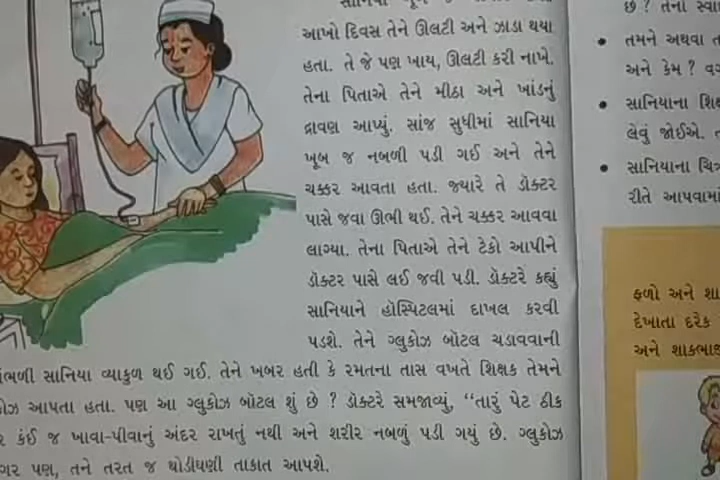 આખો દિવસ તેને ઊલટી અને ઝાડા થયા
હતા. તે જે પણ ખાય, ઊલટી કરી નાખે.
તેના પિતાએ તેને મીઠા અને ખાંડનું
દ્રાવણ આપ્યું. સાંજ સુધીમાં સાનિયા
ખૂબ જ નબળી પડી ગઈ અને તેને
ચક્કર આવતા હતા. જ્યારે તે ડૉક્ટર
પાસે જવા ઊભી થઈ. તેને ચક્કર આવવા
લાગ્યા. તેના પિતાએ તેને ટેકો આપીને
ડૉક્ટર પાસે લઈ જવી પડી. ડૉક્ટરે કહ્યું
સાનિયાને હૉસ્પિટલમાં દાખલ કરવી
પડશે. તેને ગ્લુકોઝ બૉટલ ચડાવવાની
સાનિયા વ્યાકુળ થઈ ગઈ. તેને ખબર હતી કે રમતના તાસ વખતે શિક્ષક તેમને
આપતા હતા. પણ આ ગ્લુકોઝ બૉટલ શું છે ? ડૉક્ટરે સમજાવ્યું, “તારું પેટ ઠીક
કંઈ જ ખાવા-પીવાનું અંદર રાખતું નથી અને શરીર નબળું પડી ગયું છે. ગ્લુકોઝ
પણ, તને તરત જ થોડીઘણી તાકાત આપશે.
છે ? તેના
• તમને અથવા
અને કેમ ?
• સાનિયાના
લેવું જોઈએ.
• સાનિયાના
રીતે
ફળો અને
દેખાતા દરેક
અને